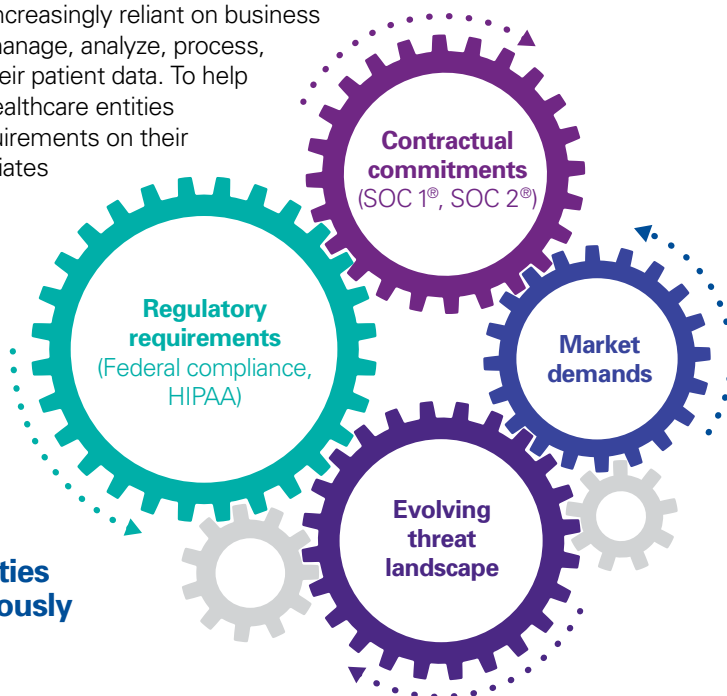 ncreasingly reliant on business
nanage, analyze, process,
eir patient data. To help
ealthcare entities
uirements on their
iates
Contractual
commitments
(SOC 1®, SOC 2®)
Regulatory
requirements
(Federal compliance,
HIPAA)
Market
demands
Evolving
threat
landscape
ties
ously